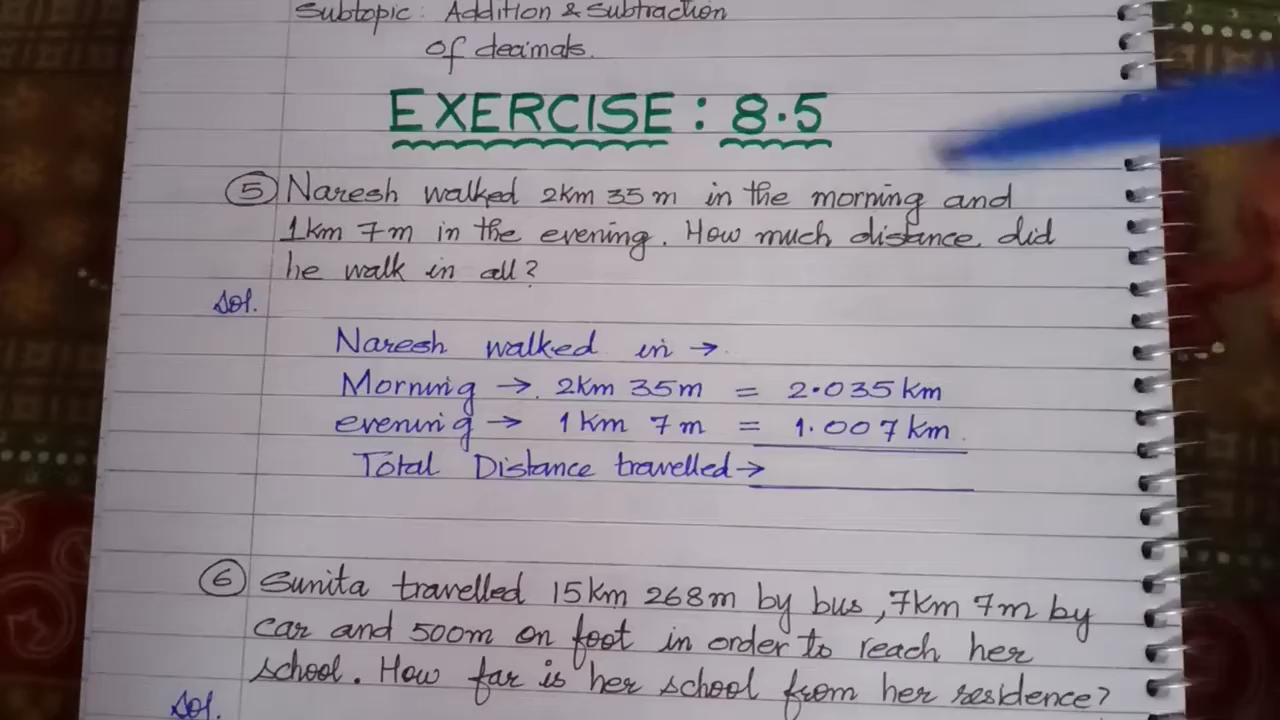 Subtopic: Addition & Subtraction
of decimals.
EXERCISE: 8.5
5 Naresh walked 2km 35m in the morning and
1km 7m in the evening. How much distance did
he walk in all?
Sol.
Naresh walked in →
Morning → 2km 35m = 2.035 km
evening → 1km 7m = 1.007 km
Total Distance travelled →
6 Sunita travelled 15km 268m by bus, 7km 7m by
car and 500m on foot in order to reach her
school. How far is her school from her residence?
Sol.